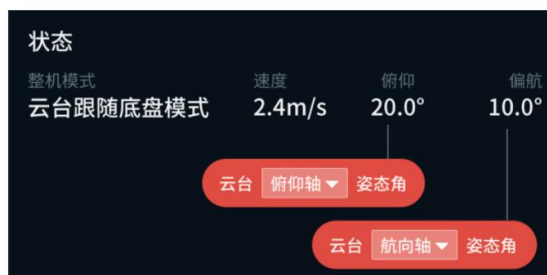 状态
整机模式 速度 俯仰 偏航
云台跟随底盘模式 2.4m/s 20.0° 10.0°
云台 俯仰轴 姿态角
云台 航向轴 姿态角